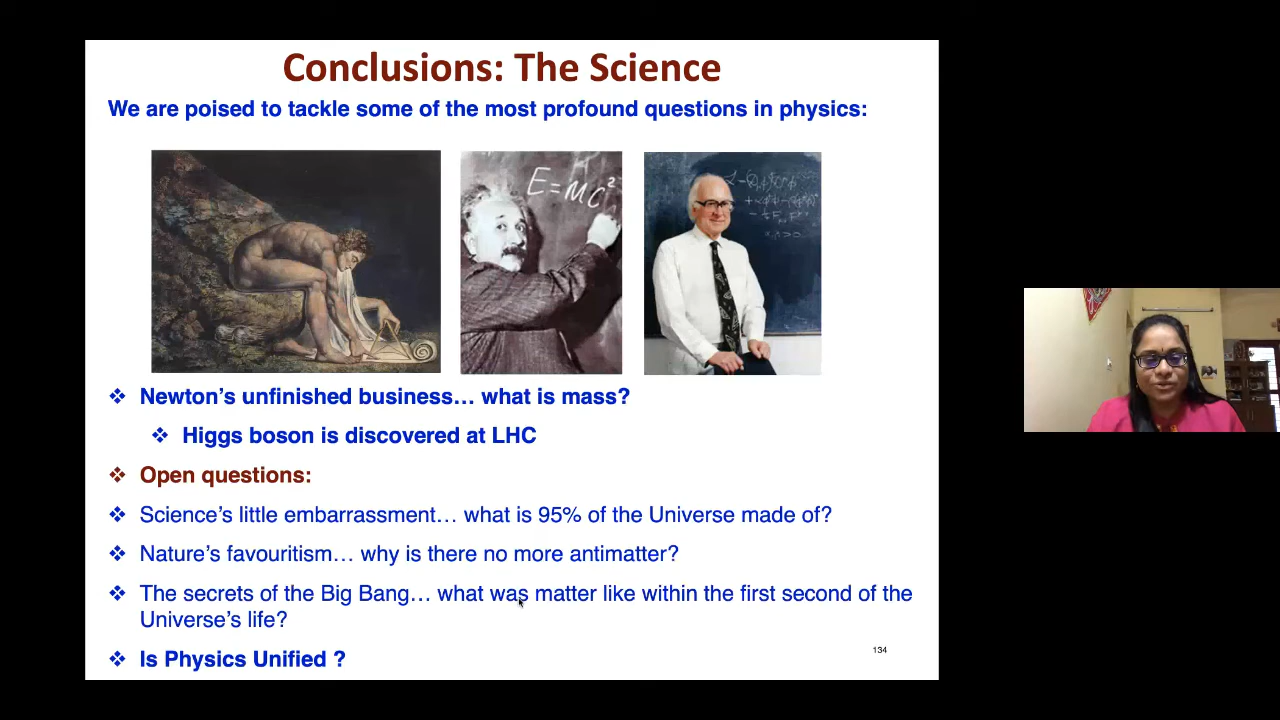 Conclusions: The Science
We are poised to tackle some of the most profound questions in physics:
E=MC²
❖ Newton’s unfinished business… what is mass?
❖ Higgs boson is discovered at LHC
❖ Open questions:
❖ Science’s little embarrassment… what is 95% of the Universe made of?
❖ Nature’s favouritism… why is there no more antimatter?
❖ The secrets of the Big Bang… what was matter like within the first second of the
Universe’s life?
❖ Is Physics Unified ?
134